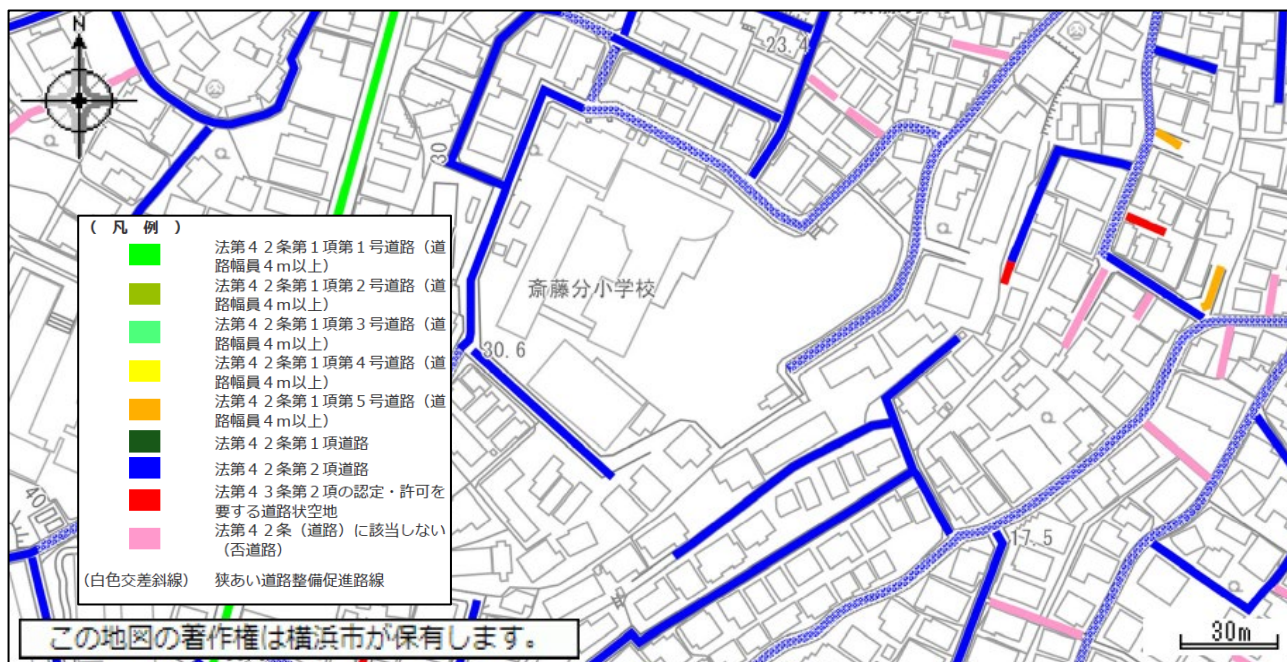 N
23.4
30
（　凡　例　）
法第４２条第１項第１号道路（道
路幅員４ｍ以上）
法第４２条第１項第２号道路（道
路幅員４ｍ以上）
法第４２条第１項第３号道路（道
路幅員４ｍ以上）
法第４２条第１項第４号道路（道
路幅員４ｍ以上）
法第４２条第１項第５号道路（道
路幅員４ｍ以上）
法第４２条第１項道路
法第４２条第２項道路
法第４３条第２項の認定・許可を
要する道路状空地
法第４２条（道路）に該当しない
（否道路）
(白色交差斜線)　狭あい道路整備促進路線
斎藤分小学校
30.6
40
17.5
この地図の著作権は横浜市が保有します。
30m